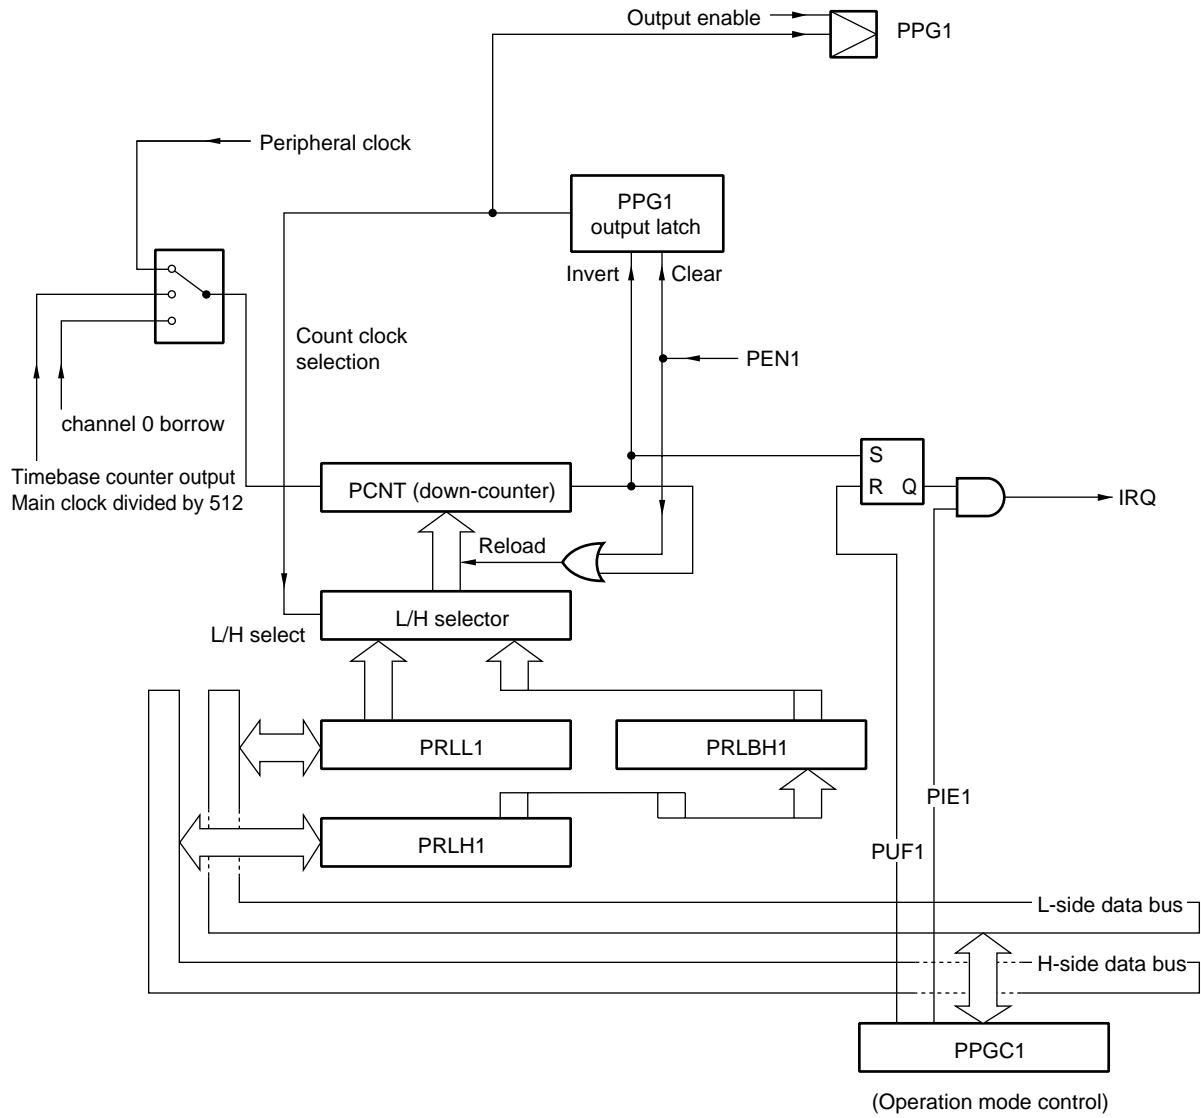 Output enable
PPG1
Peripheral clock
PPG1
output latch
Invert
Clear
Count clock
selection
PEN1
channel 0 borrow
Timebase counter output
Main clock divided by 512
PCNT (down-counter)
S
R Q
IRQ
Reload
L/H selector
L/H select
PRLL1
PRLBH1
PIE1
PRLH1
PUF1
L-side data bus
H-side data bus
PPGC1
(Operation mode control)